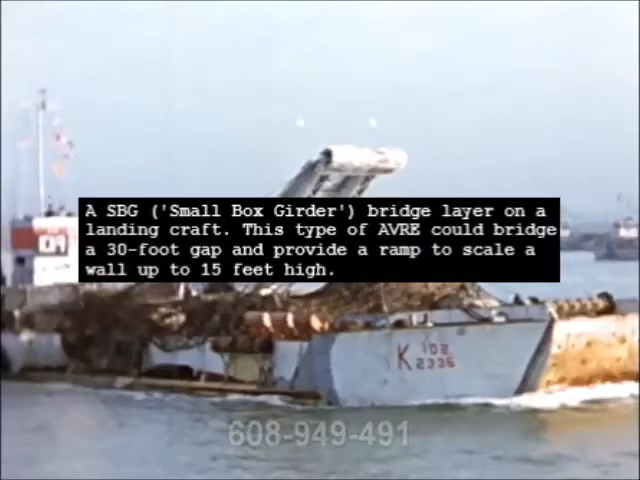 A SBG ('Small Box Girder') bridge layer on a
landing craft. This type of AVRE could bridge
a 30-foot gap and provide a ramp to scale a
wall up to 15 feet high.
K 102
2336
608-949-491